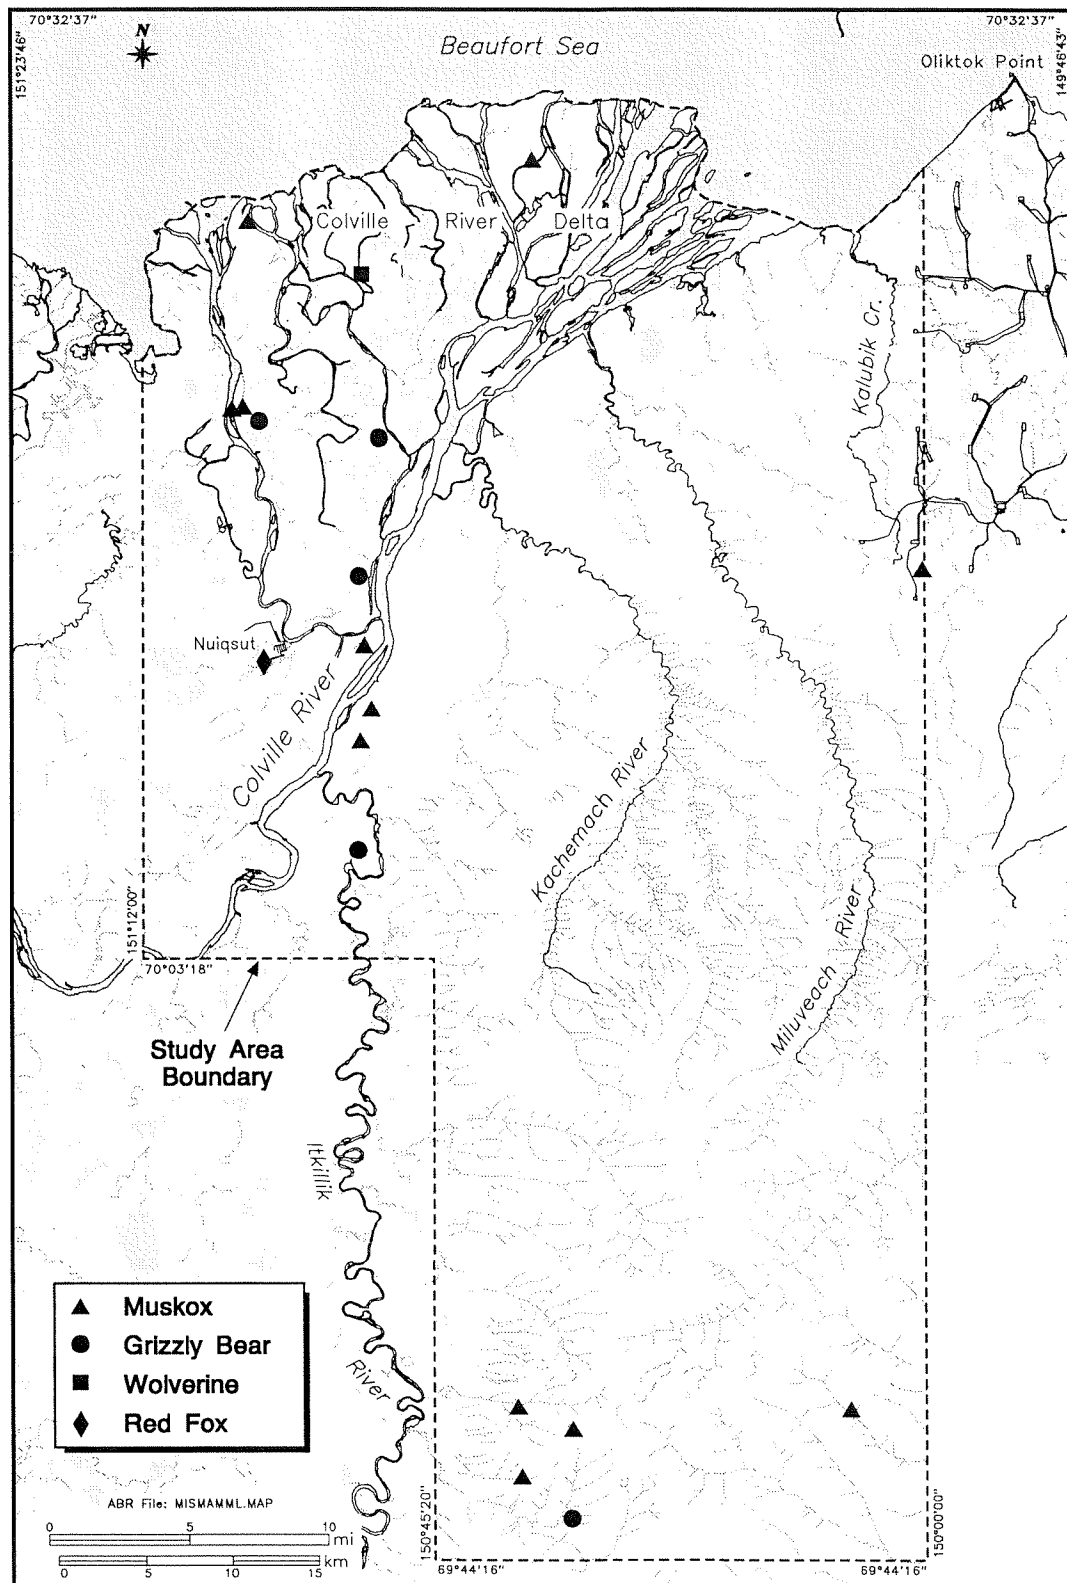 70°32'37"
70°32'37"
151°23'46"
149°46'43"
N
Beaufort Sea
Oliktok Point
Colville River Delta
Kalubik Cr.
Nuiqsut
Colville River
Kachemach River
Miluveach River
151°12'00"
70°03'18"
Study Area
Boundary
Itkillik River
Muskox
Grizzly Bear
Wolverine
Red Fox
ABR File: MISMAMML.MAP
0 5 10 mi
0 5 10 15 km
150°45'20"
69°44'16"
150°00'00"
69°44'16"